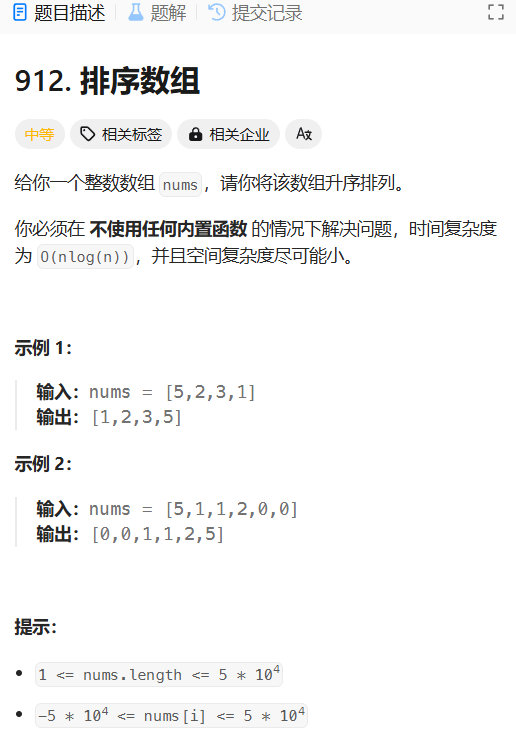 题目描述 题解 提交记录
912. 排序数组
中等 相关标签 相关企业 Aあ
给你一个整数数组 nums，请你将该数组升序排列。
你必须在 不使用任何内置函数 的情况下解决问题，时间复杂度
为 O(nlog(n))，并且空间复杂度尽可能小。
示例 1：
输入：nums = [5,2,3,1]
输出：[1,2,3,5]
示例 2：
输入：nums = [5,1,1,2,0,0]
输出：[0,0,1,1,2,5]
提示：
1 <= nums.length <= 5 * 10⁴
-5 * 10⁴ <= nums[i] <= 5 * 10⁴